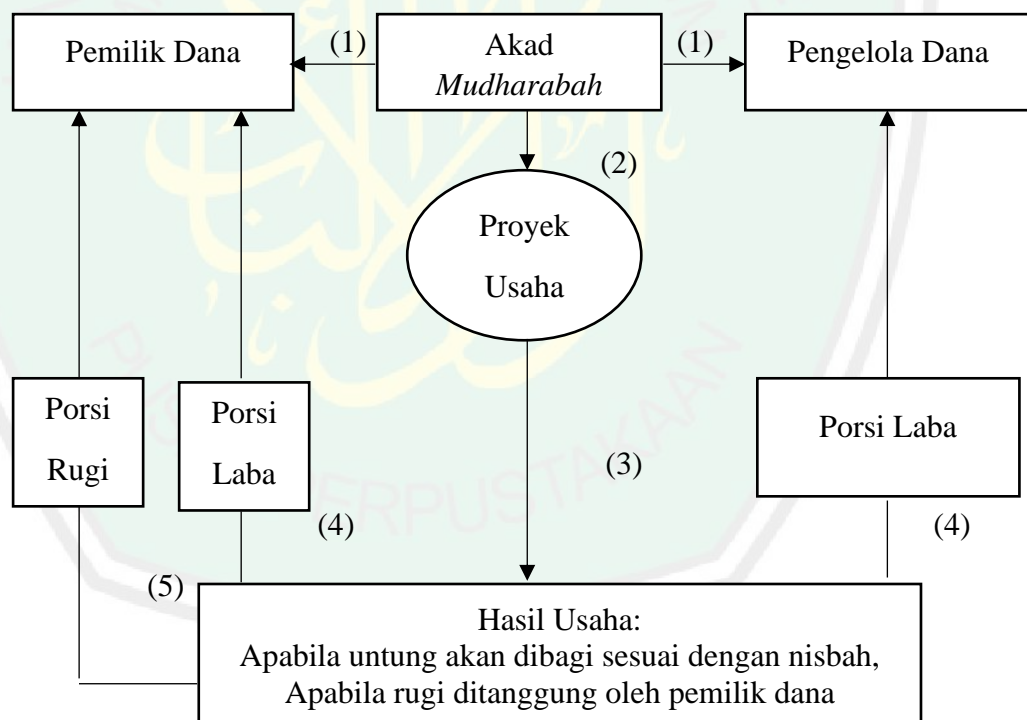 Pemilik Dana
(1)
Akad
Mudharabah
(1)
Pengelola Dana
(2)
Proyek
Usaha
Porsi
Rugi
Porsi
Laba
(3)
Porsi Laba
(4)
(4)
(5)
Hasil Usaha:
Apabila untung akan dibagi sesuai dengan nisbah,
Apabila rugi ditanggung oleh pemilik dana